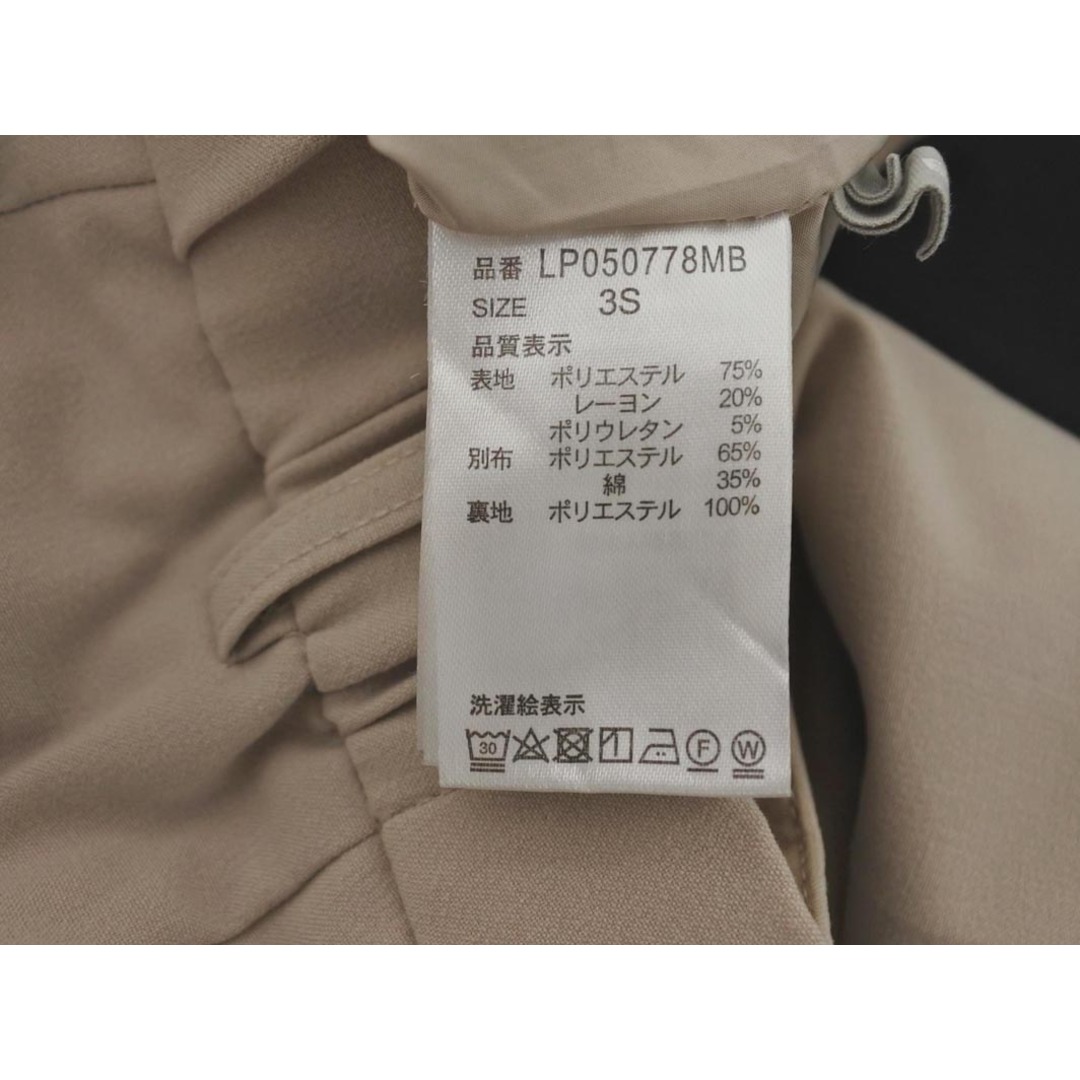 品番 LP050778MB
SIZE 3S
品質表示
表地 ポリエステル 75%
レーヨン 20%
ポリウレタン 5%
別布 ポリエステル 65%
綿 35%
裏地 ポリエステル 100%
洗濯絵表示
30 F W